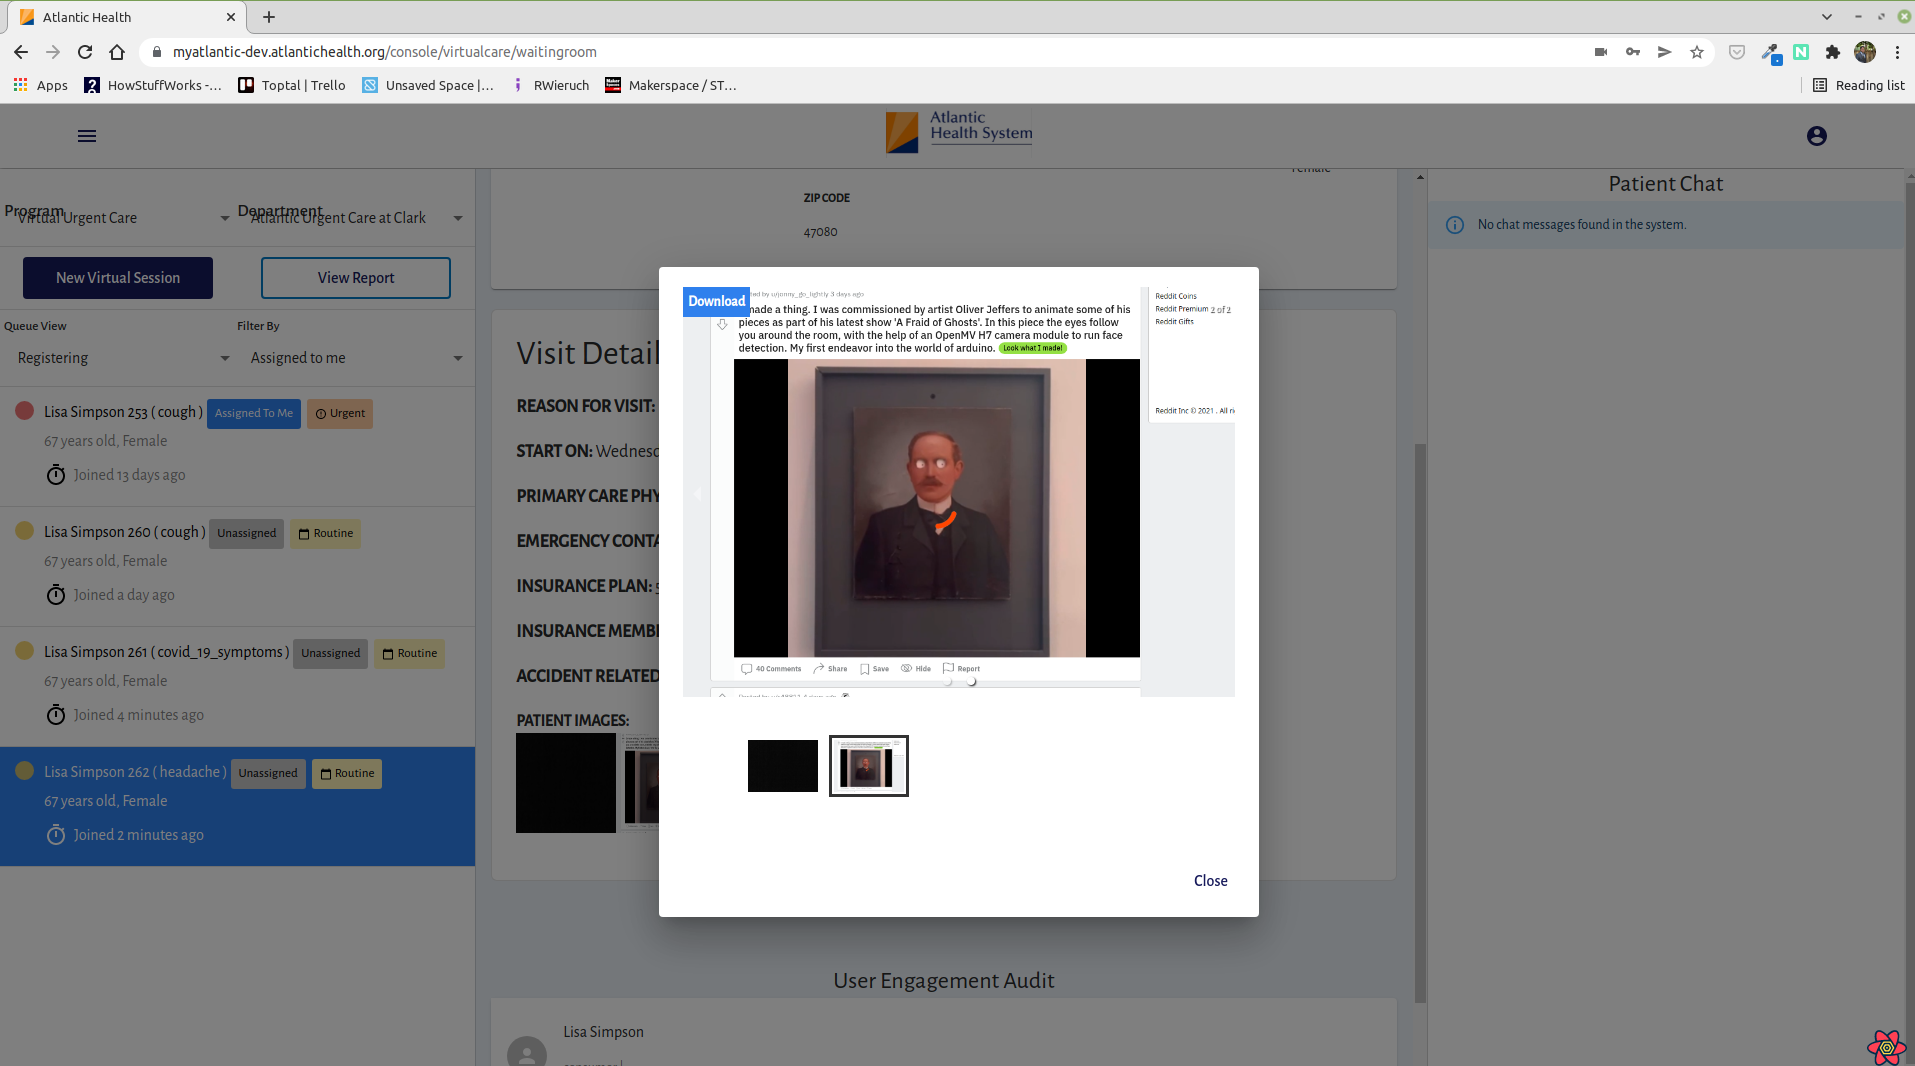 Atlantic Health
myatlantic-dev.atlantichealth.org/console/virtualcare/waitingroom
Apps
HowStuffWorks -...
Toptal | Trello
Unsaved Space |...
RWieruch
Makerspace / ST...
Reading list
Atlantic
Health System
Program
Virtual Urgent Care
Department
Atlantic Urgent Care at Clark
New Virtual Session
View Report
Queue View
Filter By
Registering
Assigned to me
Lisa Simpson 253 ( cough )
Assigned To Me
Urgent
67 years old, Female
Joined 13 days ago
Lisa Simpson 260 ( cough )
Unassigned
Routine
67 years old, Female
Joined a day ago
Lisa Simpson 261 ( covid_19_symptoms )
Unassigned
Routine
67 years old, Female
Joined 4 minutes ago
Lisa Simpson 262 ( headache )
Unassigned
Routine
67 years old, Female
Joined 2 minutes ago
Female
ZIP CODE
47080
Visit Detail
REASON FOR VISIT:
START ON: Wednesd
PRIMARY CARE PHY
EMERGENCY CONTA
INSURANCE PLAN: 5
INSURANCE MEMBE
ACCIDENT RELATED
PATIENT IMAGES:
Download
ted by u/jonny_go_lightly 3 days ago
made a thing. I was commissioned by artist Oliver Jeffers to animate some of his
pieces as part of his latest show 'A Fraid of Ghosts'. In this piece the eyes follow
you around the room, with the help of an OpenMV H7 camera module to run face
detection. My first endeavor into the world of arduino. Look what I made!
40 Comments
Share
Save
Hide
Report
Reddit Coins
Reddit Premium
2 of 2
Reddit Gifts
Reddit Inc © 2021 . All ri
Close
User Engagement Audit
Lisa Simpson
Patient Chat
No chat messages found in the system.